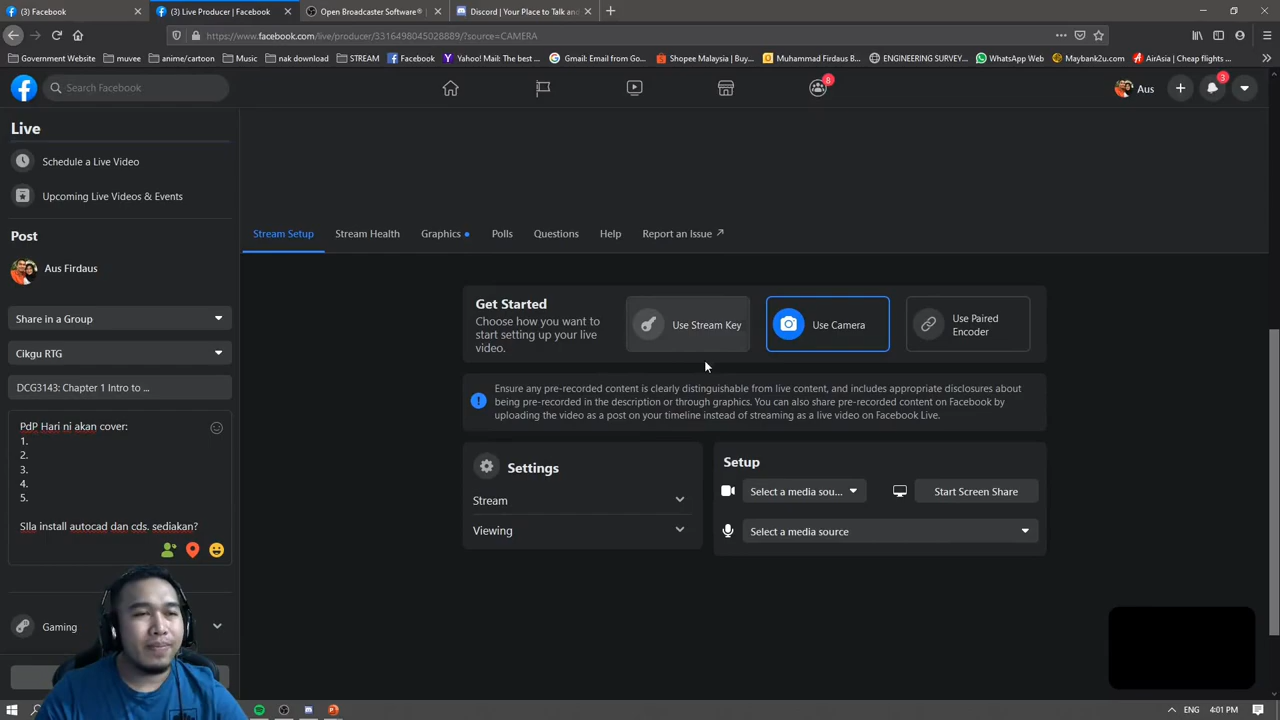 (3) Facebook
(3) Live Producer | Facebook
Open Broadcaster Software®
Discord | Your Place to Talk and
https://www.facebook.com/live/producer/3316498045028889/?source=CAMERA
Government Website
muvee
anime/cartoon
Music
nak download
STREAM
Facebook
Yahoo! Mail: The best ...
Gmail: Email from Go...
Shopee Malaysia | Buy...
Muhammad Firdaus B...
ENGINEERING SURVEY...
WhatsApp Web
Maybank2u.com
AirAsia | Cheap flights ...
Search Facebook
8
Aus
3
Live
Schedule a Live Video
Upcoming Live Videos & Events
Post
Aus Firdaus
Share in a Group
Cikgu RTG
DCG3143: Chapter 1 Intro to ...
PdP Hari ni akan cover:
1.
2.
3.
4.
5.
SIla install autocad dan cds. sediakan?
Gaming
Stream Setup
Stream Health
Graphics
Polls
Questions
Help
Report an Issue
Get Started
Choose how you want to
start setting up your live
video.
Use Stream Key
Use Camera
Use Paired
Encoder
Ensure any pre-recorded content is clearly distinguishable from live content, and includes appropriate disclosures about
being pre-recorded in the description or through graphics. You can also share pre-recorded content on Facebook by
uploading the video as a post on your timeline instead of streaming as a live video on Facebook Live.
Settings
Stream
Viewing
Setup
Select a media sou...
Start Screen Share
Select a media source
ENG
4:01 PM